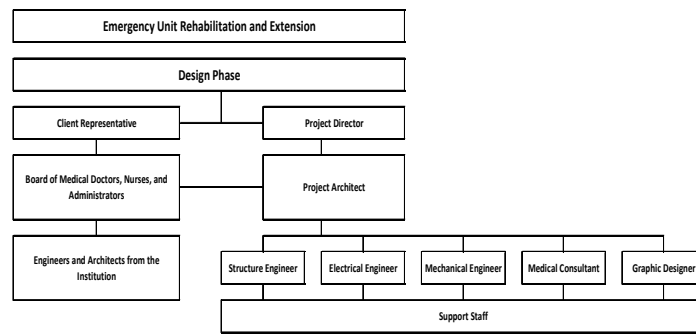 Emergency Unit Rehabilitation and Extension
Design Phase
Client Representative
Project Director
Board of Medical Doctors, Nurses, and
Administrators
Project Architect
Engineers and Architects from the
Institution
Structure Engineer
Electrical Engineer
Mechanical Engineer
Medical Consultant
Graphic Designer
Support Staff